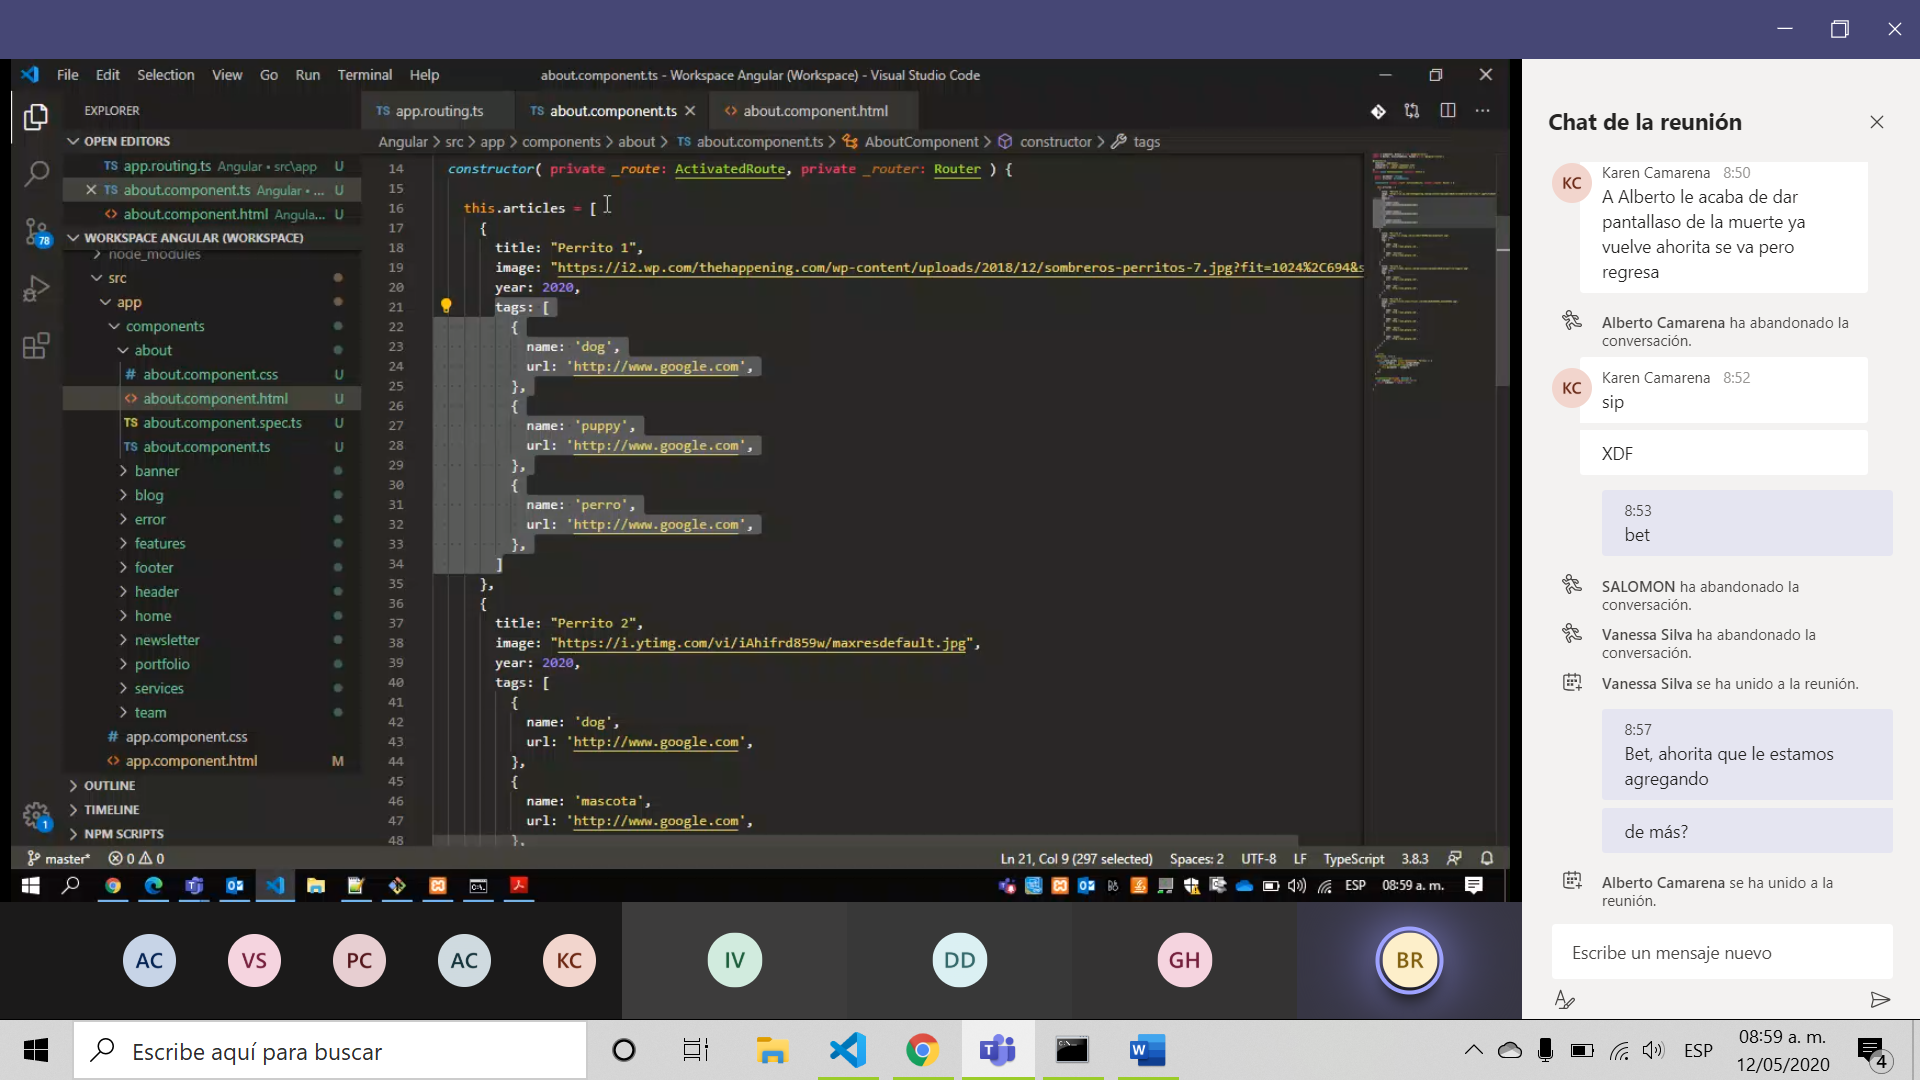 File Edit Selection View Go Run Terminal Help
about.component.ts - Workspace Angular (Workspace) - Visual Studio Code
EXPLORER
OPEN EDITORS
TS app.routing.ts Angular • src\app U
TS about.component.ts Angular • ... U
<> about.component.html Angula... U
WORKSPACE ANGULAR (WORKSPACE)
node_modules
src
app
components
about
# about.component.css U
<> about.component.html U
TS about.component.spec.ts U
TS about.component.ts U
banner
blog
error
features
footer
header
home
newsletter
portfolio
services
team
# app.component.css
<> app.component.html M
OUTLINE
TIMELINE
NPM SCRIPTS
78
1
TS app.routing.ts
TS about.component.ts
<> about.component.html
Angular > src > app > components > about > TS about.component.ts > AboutComponent > constructor > tags
14 constructor( private _route: ActivatedRoute, private _router: Router ) {
15
16 this.articles = [
17 {
18 title: "Perrito 1",
19 image: "https://i2.wp.com/thehappening.com/wp-content/uploads/2018/12/sombreros-perritos-7.jpg?fit=1024%2C694&s
20 year: 2020,
21 tags: [
22 {
23 name: 'dog',
24 url: 'http://www.google.com',
25 },
26 {
27 name: 'puppy',
28 url: 'http://www.google.com',
29 },
30 {
31 name: 'perro',
32 url: 'http://www.google.com',
33 },
34 ]
35 },
36 {
37 title: "Perrito 2",
38 image: "https://i.ytimg.com/vi/iAhifrd859w/maxresdefault.jpg",
39 year: 2020,
40 tags: [
41 {
42 name: 'dog',
43 url: 'http://www.google.com',
44 },
45 {
46 name: 'mascota',
47 url: 'http://www.google.com',
48 },
master* 0 0
Ln 21, Col 9 (297 selected) Spaces: 2 UTF-8 LF TypeScript 3.8.3
ESP 08:59 a. m.
AC VS PC AC KC IV DD GH BR
Chat de la reunión
KC
Karen Camarena 8:50
A Alberto le acaba de dar
pantallaso de la muerte ya
vuelve ahorita se va pero
regresa
Alberto Camarena ha abandonado la
conversación.
KC
Karen Camarena 8:52
sip
XDF
8:53
bet
SALOMON ha abandonado la
conversación.
Vanessa Silva ha abandonado la
conversación.
Vanessa Silva se ha unido a la reunión.
8:57
Bet, ahorita que le estamos
agregando
de más?
Alberto Camarena se ha unido a la
reunión.
Escribe un mensaje nuevo
Escribe aquí para buscar
ESP
08:59 a. m.
12/05/2020
4